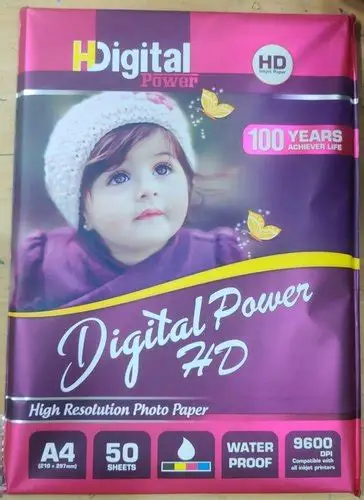 HDigital
Power
HD
Inkjet Paper
100 YEARS
ACHIEVER LIFE
Digital Power
HD
High Resolution Photo Paper
A4
(210 x 297mm)
50
SHEETS
WATER
PROOF
9600
DPI
Compatible with
all inkjet printers